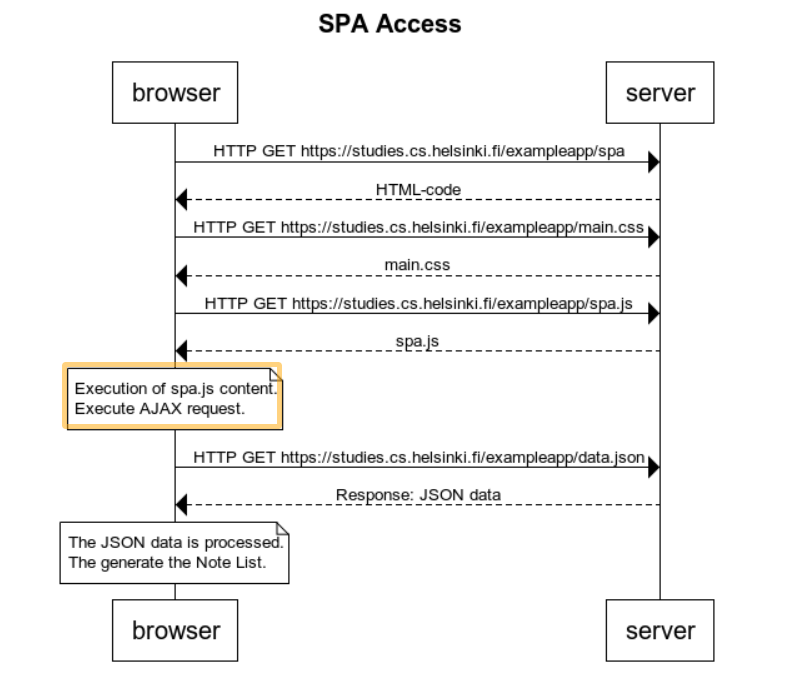 SPA Access
browser
server
HTTP GET https://studies.cs.helsinki.fi/exampleapp/spa
HTML-code
HTTP GET https://studies.cs.helsinki.fi/exampleapp/main.css
main.css
HTTP GET https://studies.cs.helsinki.fi/exampleapp/spa.js
spa.js
Execution of spa.js content.
Execute AJAX request.
HTTP GET https://studies.cs.helsinki.fi/exampleapp/data.json
Response: JSON data
The JSON data is processed.
The generate the Note List.
browser
server